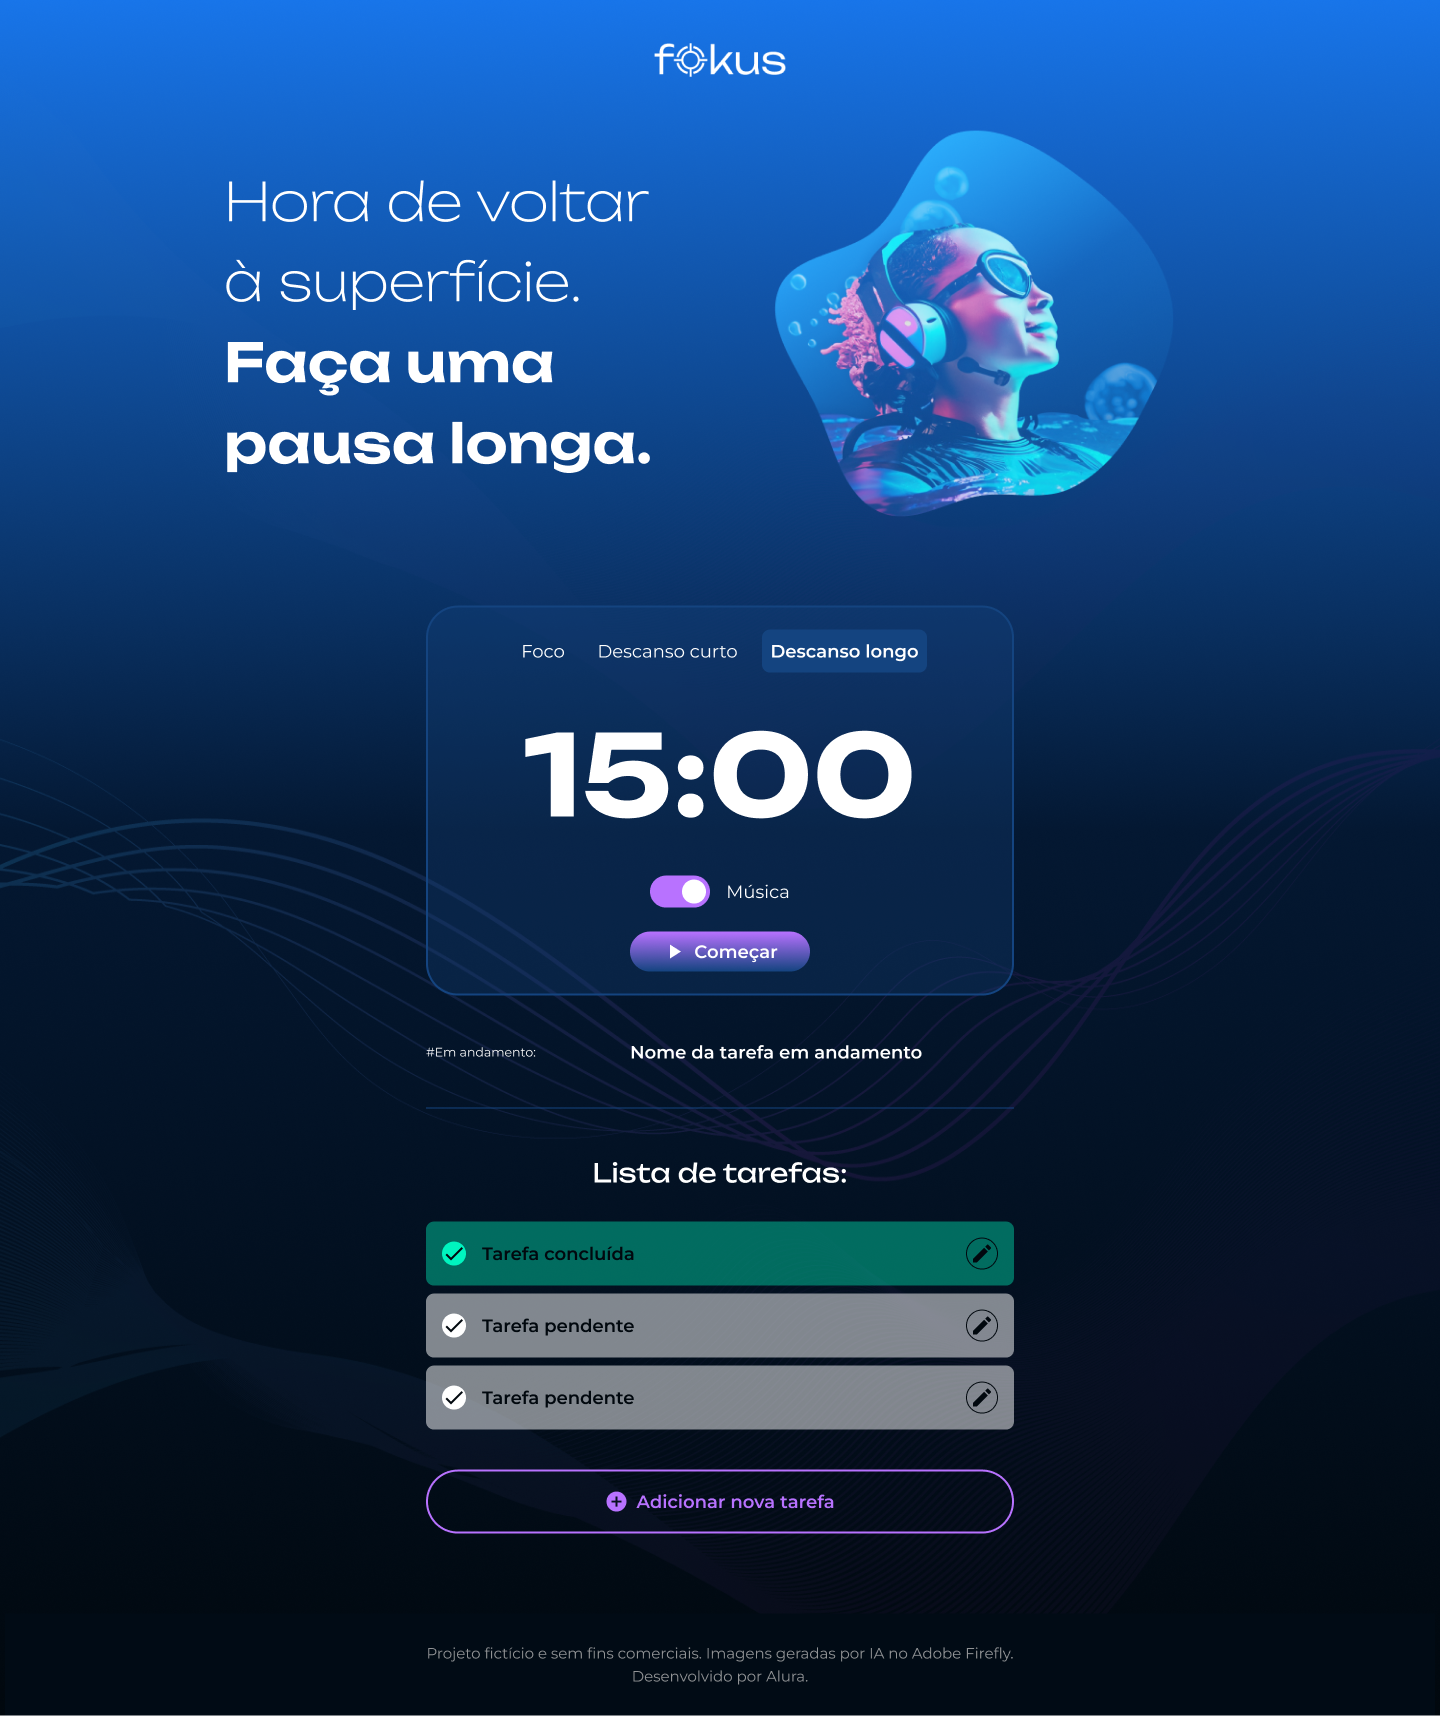 fokus
Hora de voltar
à superfície.
Faça uma
pausa longa.
Foco Descanso curto Descanso longo
15:00
Música
Começar
#Em andamento: Nome da tarefa em andamento
Lista de tarefas:
Tarefa concluída
Tarefa pendente
Tarefa pendente
Adicionar nova tarefa
Projeto fictício e sem fins comerciais. Imagens geradas por IA no Adobe Firefly.
Desenvolvido por Alura.